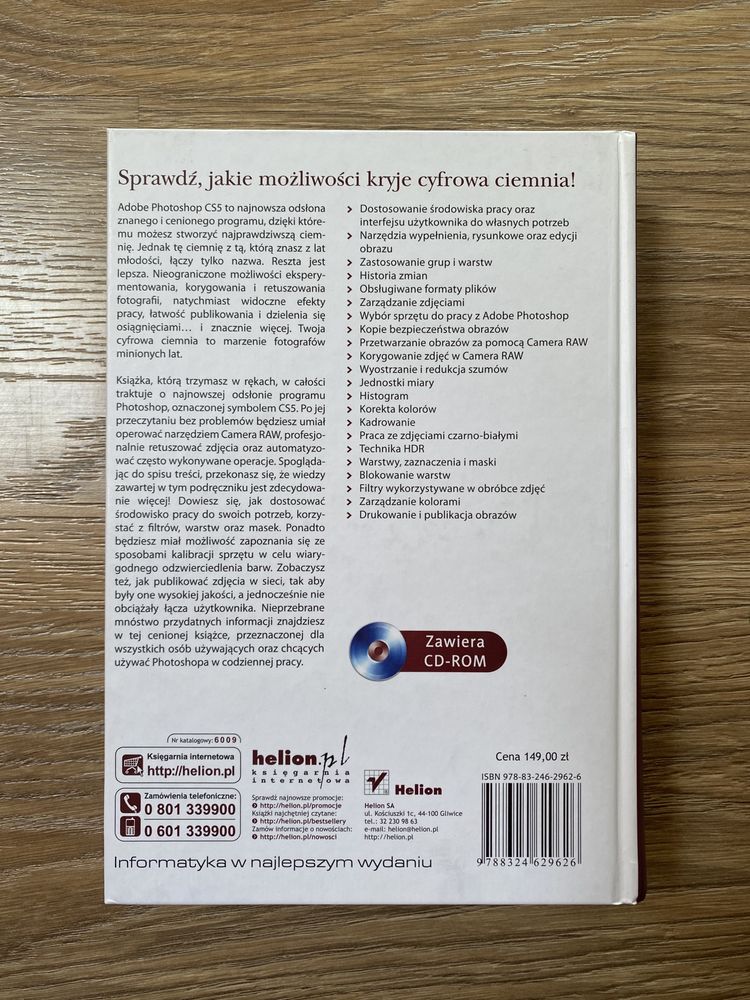 Sprawdź, jakie możliwości kryje cyfrowa ciemnia!
Adobe Photoshop CS5 to najnowsza odsłona
znanego i cenionego programu, dzięki które-
mu możesz stworzyć najprawdziwszą ciem-
nię. Jednak tę ciemnię z tą, którą znasz z lat
młodości, łączy tylko nazwa. Reszta jest
lepsza. Nieograniczone możliwości ekspery-
mentowania, korygowania i retuszowania
fotografii, natychmiast widoczne efekty
pracy, łatwość publikowania i dzielenia się
osiągnięciami... i znacznie więcej. Twoja
cyfrowa ciemnia to marzenie fotografów
minionych lat.
Książka, którą trzymasz w rękach, w całości
traktuje o najnowszej odsłonie programu
Photoshop, oznaczonej symbolem CS5. Po jej
przeczytaniu bez problemów będziesz umiał
operować narzędziem Camera RAW, profesjo-
nalnie retuszować zdjęcia oraz automatyzo-
wać często wykonywane operacje. Spogląda-
jąc do spisu treści, przekonasz się, że wiedzy
zawartej w tym podręczniku jest zdecydowa-
nie więcej! Dowiesz się, jak dostosować
środowisko pracy do swoich potrzeb, korzy-
stać z filtrów, warstw oraz masek. Ponadto
będziesz miał możliwość zapoznania się ze
sposobami kalibracji sprzętu w celu wiary-
godnego odzwierciedlenia barw. Zobaczysz
też, jak publikować zdjęcia w sieci, tak aby
były one wysokiej jakości, a jednocześnie nie
obciążały łącza użytkownika. Nieprzebrane
mnóstwo przydatnych informacji znajdziesz
w tej cenionej książce, przeznaczonej dla
wszystkich osób używających oraz chcących
używać Photoshopa w codziennej pracy.
Dostosowanie środowiska pracy oraz
interfejsu użytkownika do własnych potrzeb
Narzędzia wypełnienia, rysunkowe oraz edycji
obrazu
Zastosowanie grup i warstw
Historia zmian
Obsługiwane formaty plików
Zarządzanie zdjęciami
Wybór sprzętu do pracy z Adobe Photoshop
Kopie bezpieczeństwa obrazów
Przetwarzanie obrazów za pomocą Camera RAW
Korygowanie zdjęć w Camera RAW
Wyostrzanie i redukcja szumów
Jednostki miary
Histogram
Korekta kolorów
Kadrowanie
Praca ze zdjęciami czarno-białymi
Technika HDR
Warstwy, zaznaczenia i maski
Blokowanie warstw
Filtry wykorzystywane w obróbce zdjęć
Zarządzanie kolorami
Drukowanie i publikacja obrazów
Zawiera
CD-ROM
Nr katalogowy: 6009
Księgarnia internetowa
http://helion.pl
Zamówienia telefoniczne:
0 801 339900
0 601 339900
helion.pl
księgarnia
internetowa
Sprawdź najnowsze promocje:
http://helion.pl/promocje
Książki najchętniej czytane:
http://helion.pl/bestsellery
Zamów informacje o nowościach:
http://helion.pl/nowosci
Helion
Helion SA
ul. Kościuszki 1c, 44-100 Gliwice
tel.: 32 230 98 63
e-mail: helion@helion.pl
http://helion.pl
Informatyka w najlepszym wydaniu
Cena 149,00 zł
ISBN 978-83-246-2962-6
9 788324 629626